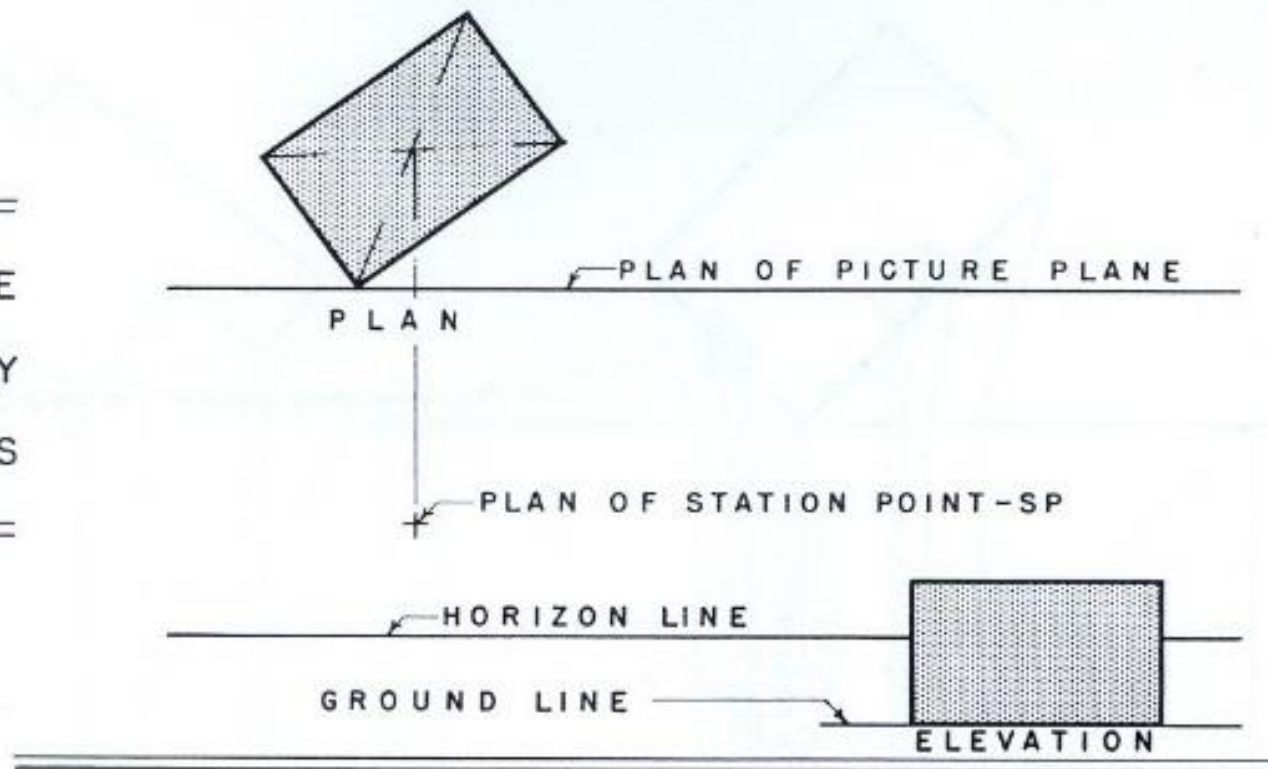 E
Y
S
PLAN OF PICTURE PLANE
PLAN
PLAN OF STATION POINT-SP
HORIZON LINE
GROUND LINE
ELEVATION